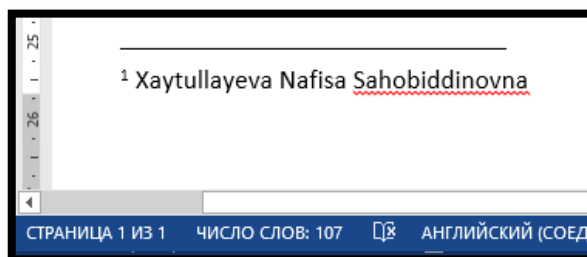 25
26
1 Xaytullayeva Nafisa Sahobiddinovna
СТРАНИЦА 1 ИЗ 1 ЧИСЛО СЛОВ: 107 АНГЛИЙСКИЙ (СОЕД